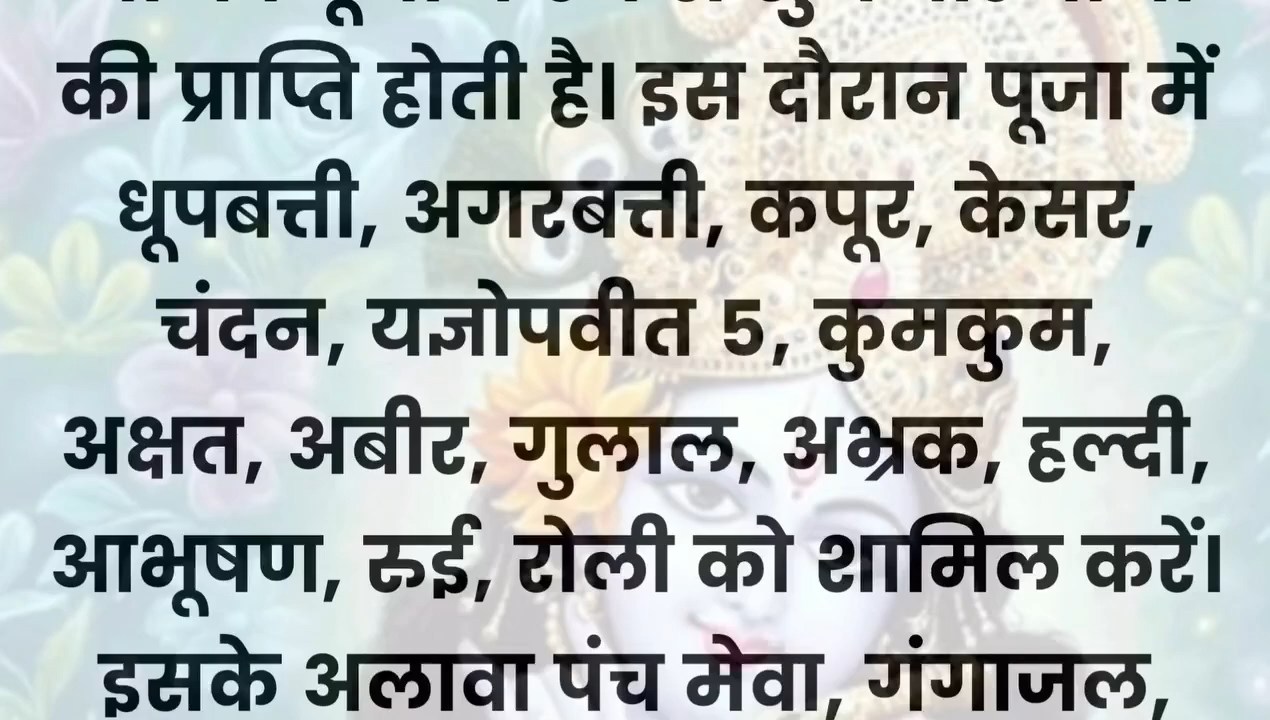 की प्राप्ति होती है। इस दौरान पूजा में
धूपबत्ती, अगरबत्ती, कपूर, केसर,
चंदन, यज्ञोपवीत 5, कुमकुम,
अक्षत, अबीर, गुलाल, अभ्रक, हल्दी,
आभूषण, रुई, रोली को शामिल करें।
इसके अलावा पंच मेवा, गंगाजल,